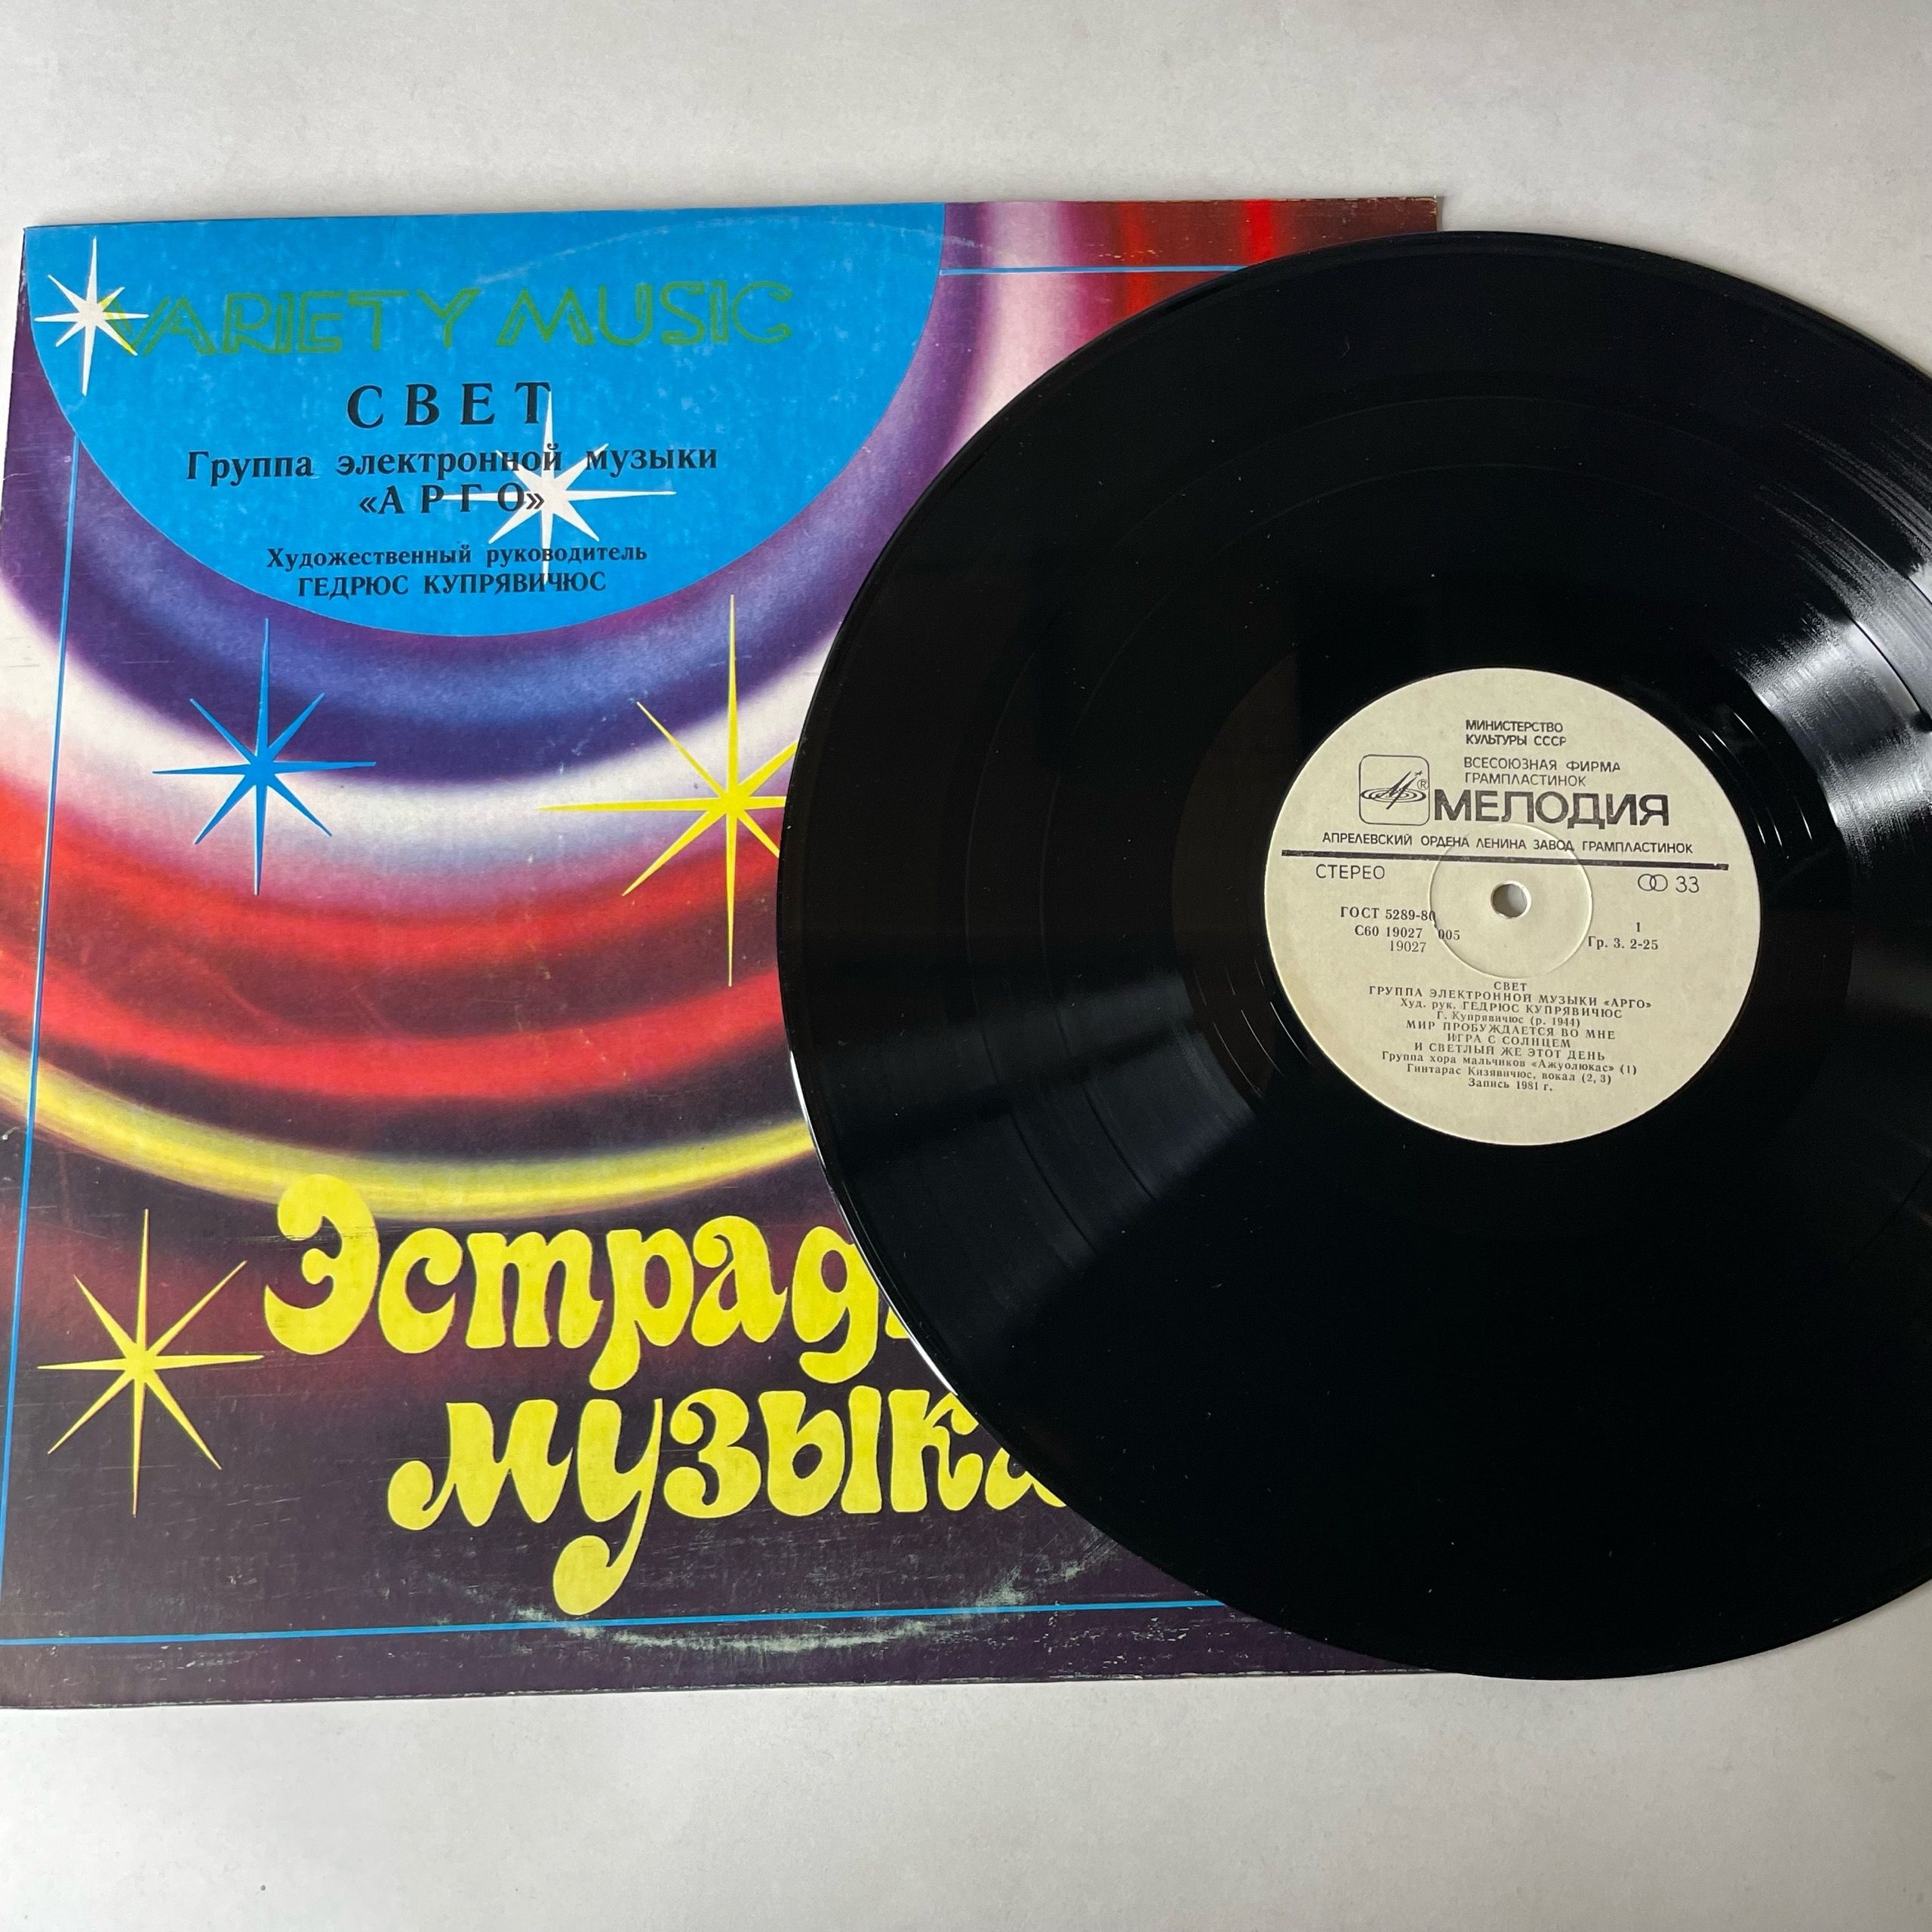 VARIETY MUSIC
СВЕТ
Группа электронной музыки
«АРГО»
Художественный руководитель
ГЕДРЮС КУПРЯВИЧЮС
Эстрад
музыка
МИНИСТЕРСТВО
КУЛЬТУРЫ СССР
ВСЕСОЮЗНАЯ ФИРМА
ГРАМПЛАСТИНОК
МЕЛОДИЯ
АПРЕЛЕВСКИЙ ОРДЕНА ЛЕНИНА ЗАВОД ГРАМПЛАСТИНОК
СТЕРЕО
33
ГОСТ 5289-80
С60 19027 005
19027
1
Гр. 3. 2-25
СВЕТ
ГРУППА ЭЛЕКТРОННОЙ МУЗЫКИ «АРГО»
Худ. рук. ГЕДРЮС КУПРЯВИЧЮС
Г. Купрявичюс (р. 1944)
МИР ПРОБУЖДАЕТСЯ ВО МНЕ
ИГРА С СОЛНЦЕМ
И СВЕТЛЫЙ ЖЕ ЭТОТ ДЕНЬ
Группа хора мальчиков «Ажуолюкас» (1)
Гинтарас Кизявичюс, вокал (2, 3)
Запись 1981 г.